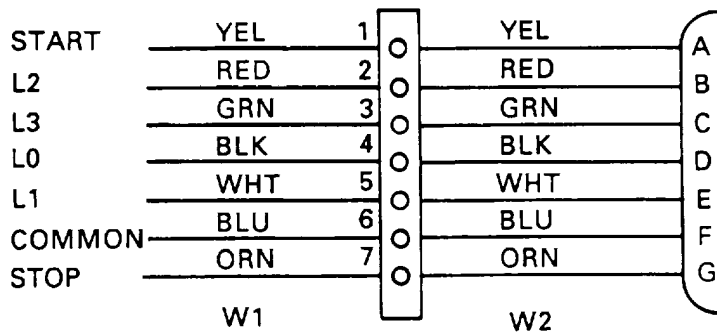 START YEL 1 YEL A
L2 RED 2 RED B
L3 GRN 3 GRN C
L0 BLK 4 BLK D
L1 WHT 5 WHT E
COMMON BLU 6 BLU F
STOP ORN 7 ORN G
W1 W2